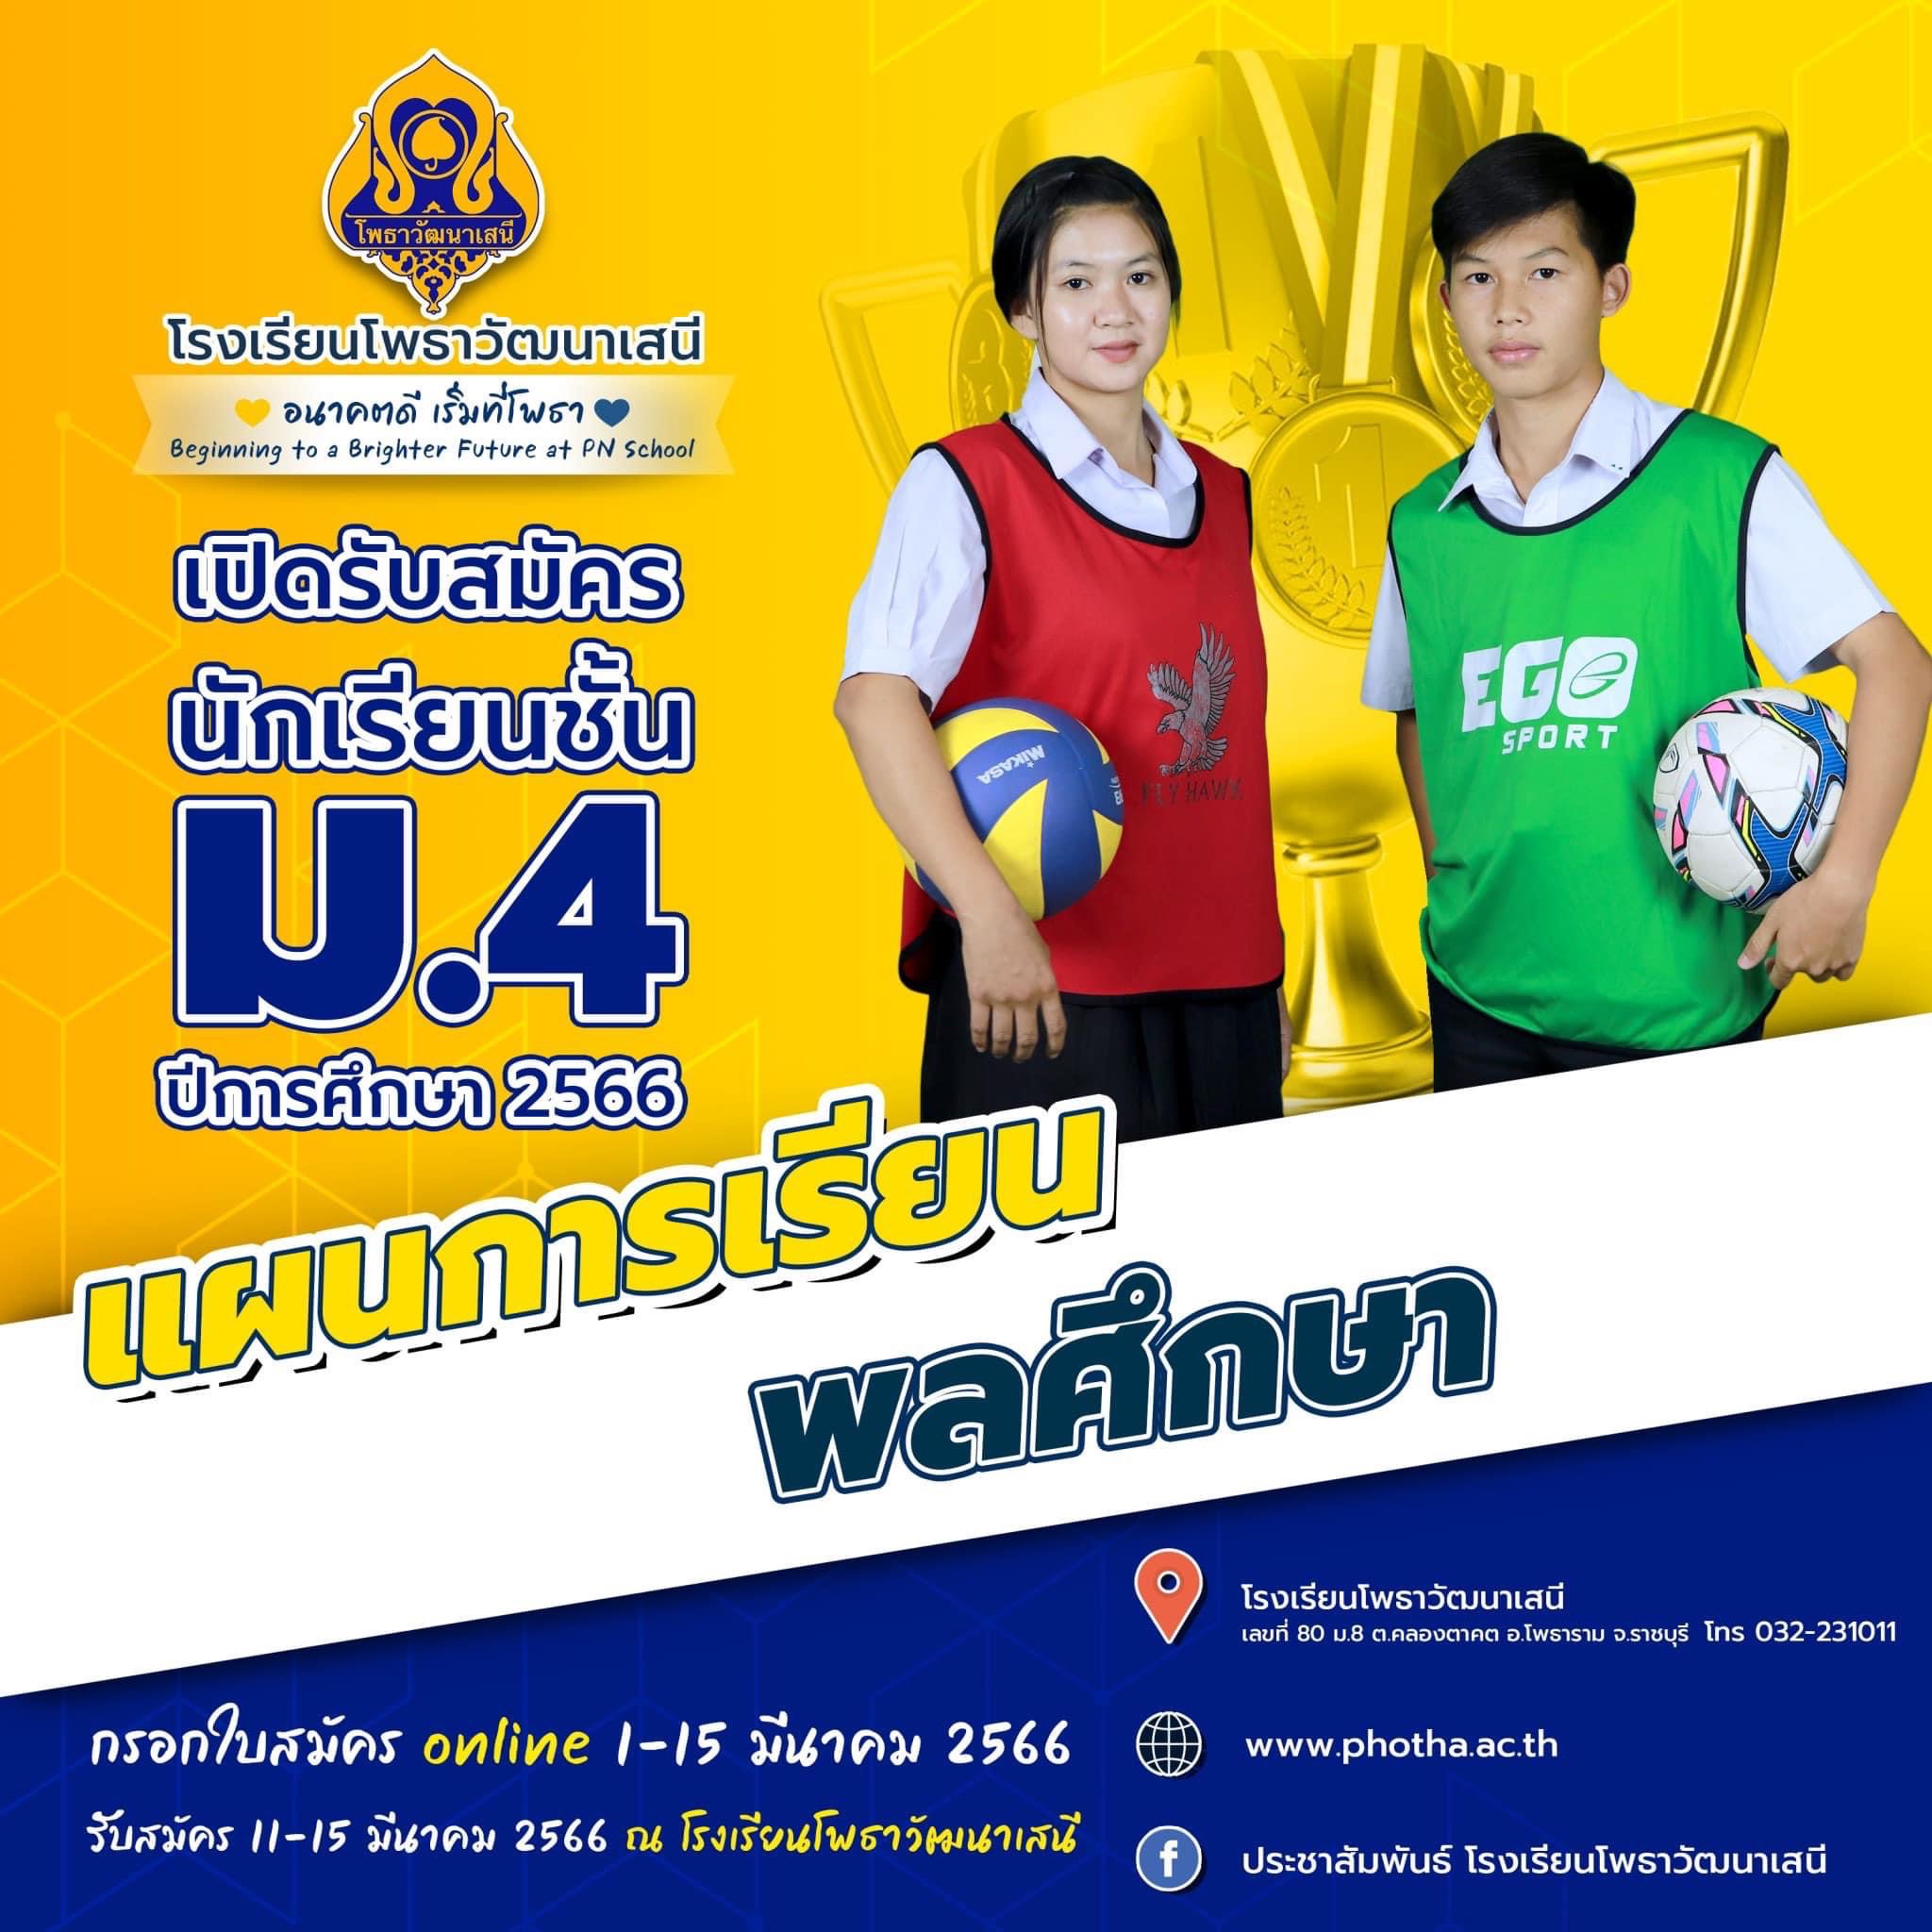 โพธาวัฒนาเสนี
โรงเรียนโพธาวัฒนาเสนี
อนาคตดี เริ่มที่โพธา
Beginning to a Brighter Future at PN School
เปิดรับสมัคร
นักเรียนชั้น
ม.4
ปีการศึกษา 2566
MIKASA
FLY HAWK
EGO
SPORT
แผนการเรียน
พลศึกษา
กรอกใบสมัคร online 1-15 มีนาคม 2566
รับสมัคร 11-15 มีนาคม 2566 ณ โรงเรียนโพธาวัฒนาเสนี
โรงเรียนโพธาวัฒนาเสนี
เลขที่ 80 ม.8 ต.คลองตาคต อ.โพธาราม จ.ราชบุรี โทร 032-231011
www.photha.ac.th
ประชาสัมพันธ์ โรงเรียนโพธาวัฒนาเสนี